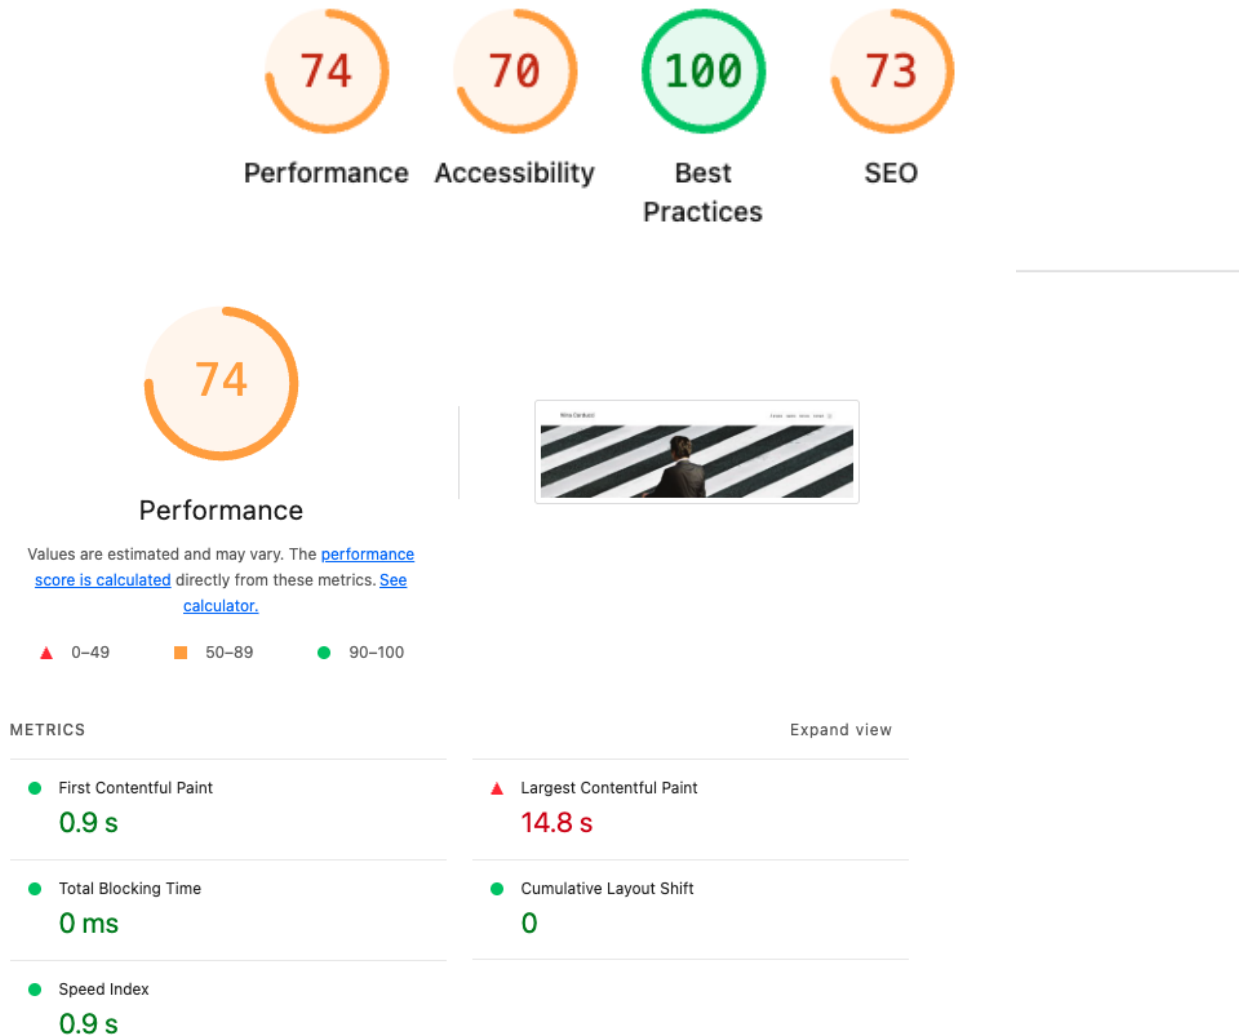 74
70
100
73
Performance
Accessibility
Best
Practices
SEO
74
Nina Carducci
Performance
Values are estimated and may vary. The performance
score is calculated directly from these metrics. See
calculator.
0–49
50–89
90–100
METRICS
Expand view
First Contentful Paint
0.9 s
Largest Contentful Paint
14.8 s
Total Blocking Time
0 ms
Cumulative Layout Shift
0
Speed Index
0.9 s